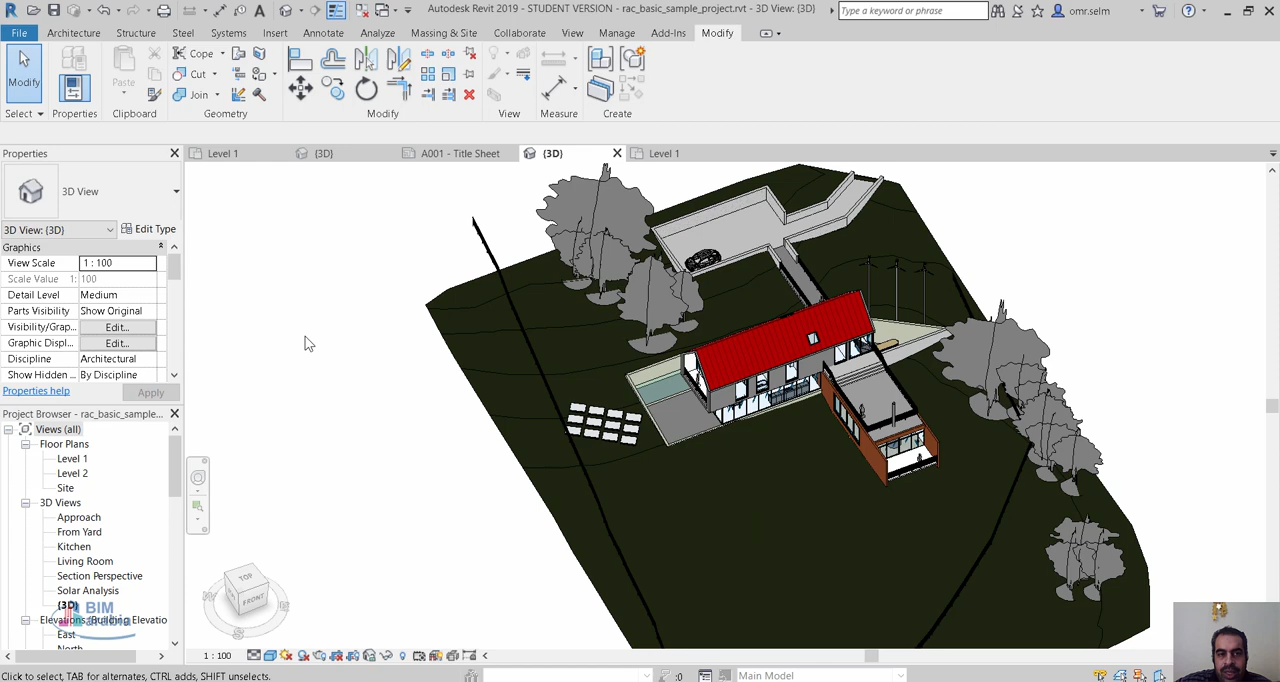 Autodesk Revit 2019 - STUDENT VERSION - rac_basic_sample_project.rvt - 3D View: {3D}
Type a keyword or phrase
omr.selm
File Architecture Structure Steel Systems Insert Annotate Analyze Massing & Site Collaborate View Manage Add-Ins Modify
Modify
Paste
Cope
Cut
Join
Select Properties Clipboard Geometry Modify View Measure Create
Properties
Level 1 {3D} A001 - Title Sheet {3D} Level 1
3D View
3D View: {3D} Edit Type
Graphics
View Scale 1 : 100
Scale Value 1: 100
Detail Level Medium
Parts Visibility Show Original
Visibility/Grap... Edit...
Graphic Displ... Edit...
Discipline Architectural
Show Hidden By Discipline
Properties help Apply
Project Browser - rac_basic_sample...
Views (all)
Floor Plans
Level 1
Level 2
Site
3D Views
Approach
From Yard
Kitchen
Living Room
Section Perspective
Solar Analysis
{3D}
BIM
Elevations (Building Elevatio
East
North
TOP
FRONT
1 : 100
Click to select, TAB for alternates, CTRL adds, SHIFT unselects.
:0
Main Model